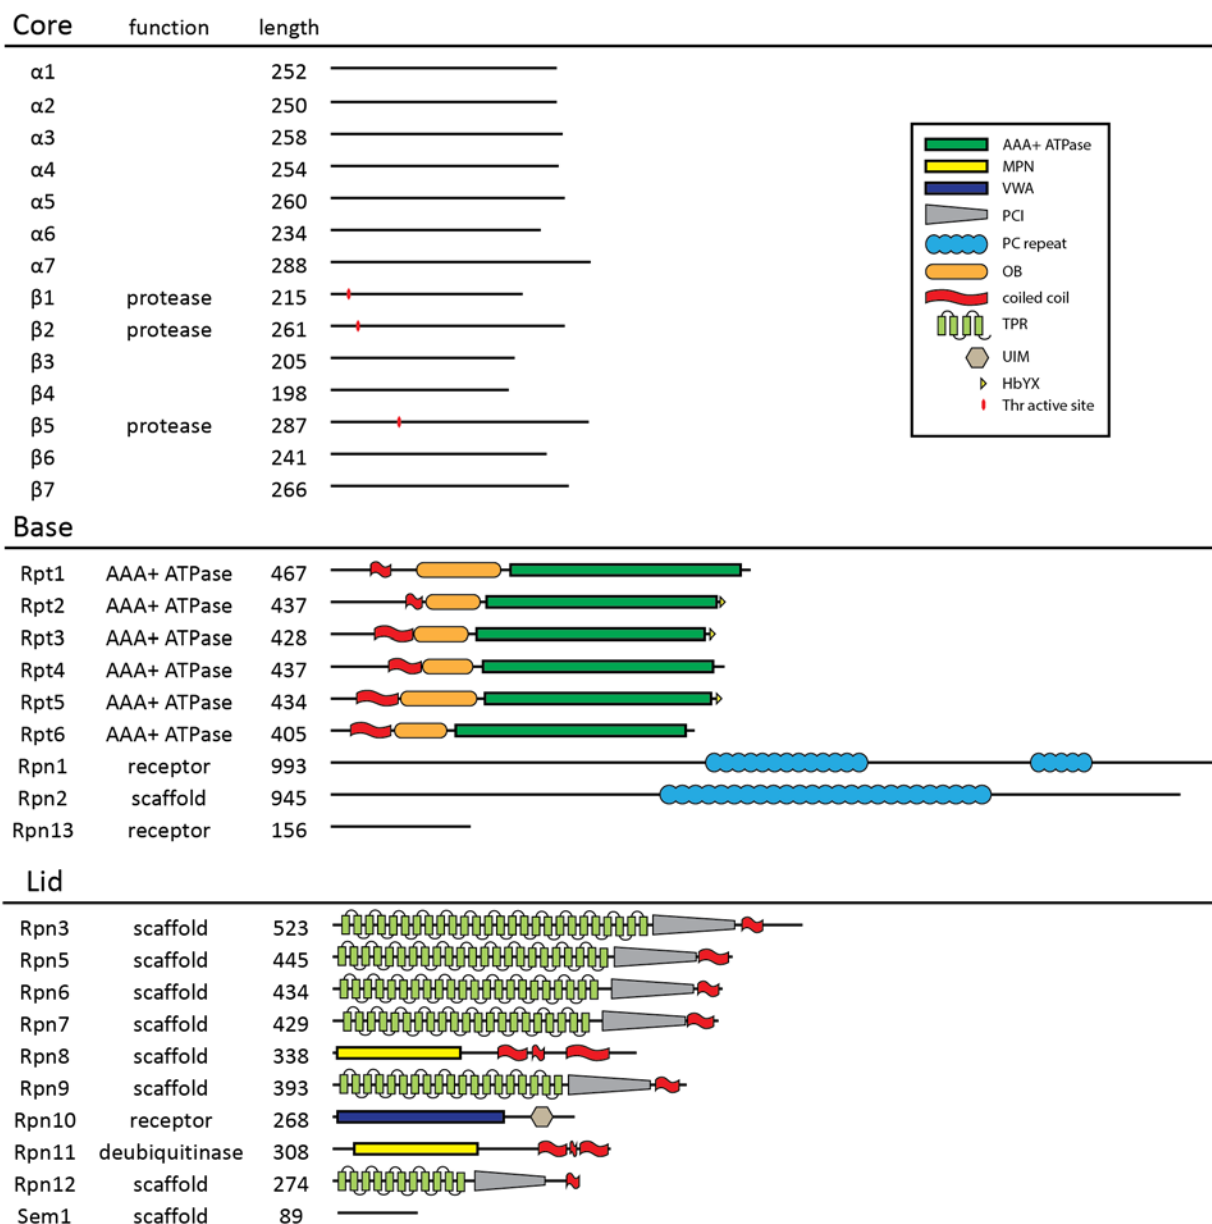 Core function length
α1 252
α2 250
α3 258
α4 254
α5 260
α6 234
α7 288
β1 protease 215
β2 protease 261
β3 205
β4 198
β5 protease 287
β6 241
β7 266
AAA+ ATPase
MPN
VWA
PCI
PC repeat
OB
coiled coil
TPR
UIM
HbYX
Thr active site
Base
Rpt1 AAA+ ATPase 467
Rpt2 AAA+ ATPase 437
Rpt3 AAA+ ATPase 428
Rpt4 AAA+ ATPase 437
Rpt5 AAA+ ATPase 434
Rpt6 AAA+ ATPase 405
Rpn1 receptor 993
Rpn2 scaffold 945
Rpn13 receptor 156
Lid
Rpn3 scaffold 523
Rpn5 scaffold 445
Rpn6 scaffold 434
Rpn7 scaffold 429
Rpn8 scaffold 338
Rpn9 scaffold 393
Rpn10 receptor 268
Rpn11 deubiquitinase 308
Rpn12 scaffold 274
Sem1 scaffold 89